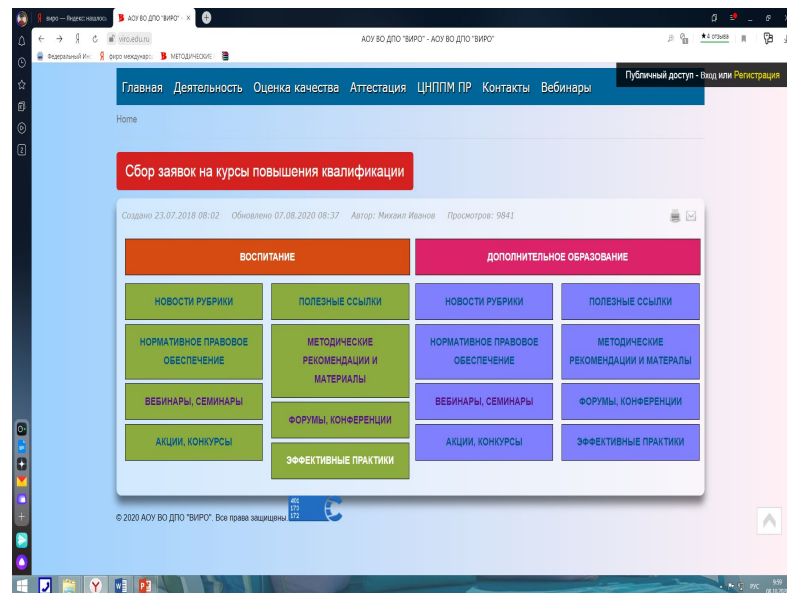 виро — Яндекс: нашлось
АОУ ВО ДПО "ВИРО" - X
viro.edu.ru
АОУ ВО ДПО "ВИРО" - АОУ ВО ДПО "ВИРО"
★ 4 отзыва
Федеральный Ин
фиро междунаро
МЕТОДИЧЕСКИЕ
Публичный доступ - Вход или Регистрация
Главная Деятельность Оценка качества Аттестация ЦНППМ ПР Контакты Вебинары
Home
Сбор заявок на курсы повышения квалификации
Создано 23.07.2018 08:02 Обновлено 07.08.2020 08:37 Автор: Михаил Иванов Просмотров: 9841
ВОСПИТАНИЕ
ДОПОЛНИТЕЛЬНОЕ ОБРАЗОВАНИЕ
НОВОСТИ РУБРИКИ
ПОЛЕЗНЫЕ ССЫЛКИ
НОВОСТИ РУБРИКИ
ПОЛЕЗНЫЕ ССЫЛКИ
НОРМАТИВНОЕ ПРАВОВОЕ
ОБЕСПЕЧЕНИЕ
МЕТОДИЧЕСКИЕ
РЕКОМЕНДАЦИИ И
МАТЕРИАЛЫ
НОРМАТИВНОЕ ПРАВОВОЕ
ОБЕСПЕЧЕНИЕ
МЕТОДИЧЕСКИЕ
РЕКОМЕНДАЦИИ И МАТЕРАЛЫ
ВЕБИНАРЫ, СЕМИНАРЫ
ФОРУМЫ, КОНФЕРЕНЦИИ
ВЕБИНАРЫ, СЕМИНАРЫ
ФОРУМЫ, КОНФЕРЕНЦИИ
АКЦИИ, КОНКУРСЫ
ЭФФЕКТИВНЫЕ ПРАКТИКИ
АКЦИИ, КОНКУРСЫ
ЭФФЕКТИВНЫЕ ПРАКТИКИ
© 2020 АОУ ВО ДПО "ВИРО". Все права защищены.
401
173
172
РУС
9:59